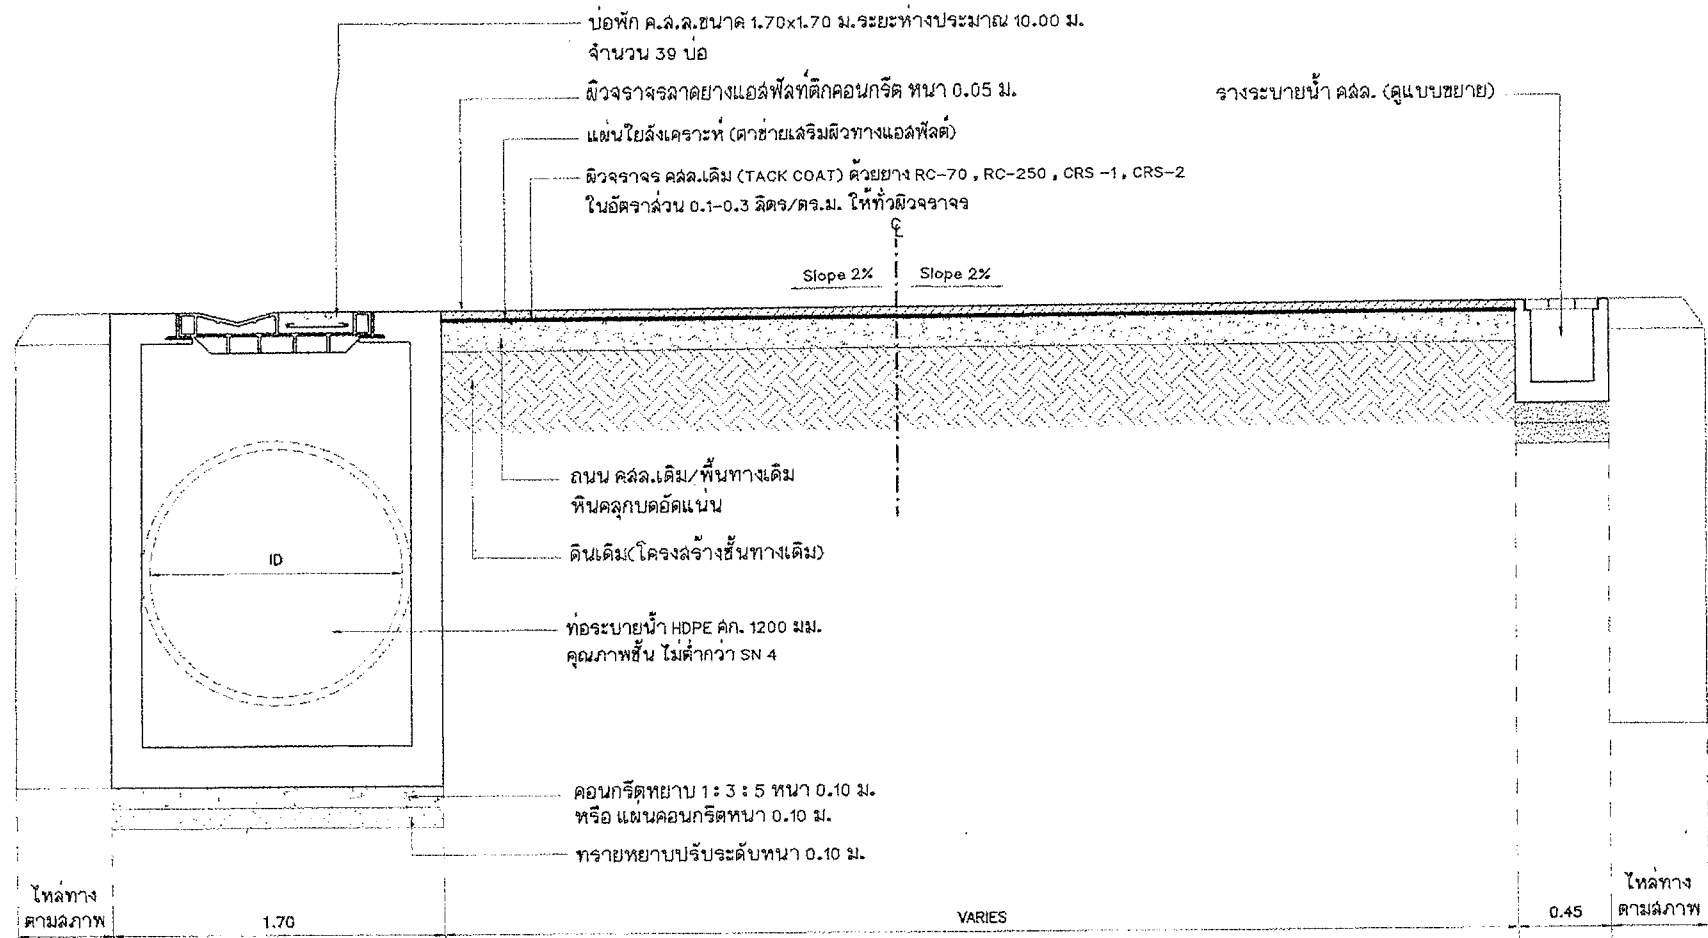 บ่อพัก ค.ส.ล.ขนาด 1.70x1.70 ม.ระยะห่างประมาณ 10.00 ม.
จำนวน 39 บ่อ
ผิวจราจรลาดยางแอสฟัลท์ติกคอนกรีต หนา 0.05 ม.
รางระบายน้ำ คสล. (ดูแบบขยาย)
แผ่นใยสังเคราะห์ (ตาข่ายเสริมผิวทางแอสฟัลต์)
ผิวจราจร คสล.เดิม (TACK COAT) ด้วยยาง RC-70 , RC-250 , CRS -1 , CRS-2
ในอัตราส่วน 0.1-0.3 ลิตร/ตร.ม. ให้ทั่วผิวจราจร
Slope 2% Slope 2%
ถนน คสล.เดิม/พื้นทางเดิม
หินคลุกบดอัดแน่น
ดินเดิม(โครงสร้างชั้นทางเดิม)
ID
ท่อระบายน้ำ HDPE ศก. 1200 มม.
คุณภาพชั้น ไม่ต่ำกว่า SN 4
คอนกรีตหยาบ 1 : 3 : 5 หนา 0.10 ม.
หรือ แผ่นคอนกรีตหนา 0.10 ม.
ทรายหยาบปรับระดับหนา 0.10 ม.
ไหล่ทาง
ตามสภาพ
1.70
VARIES
0.45
ไหล่ทาง
ตามสภาพ